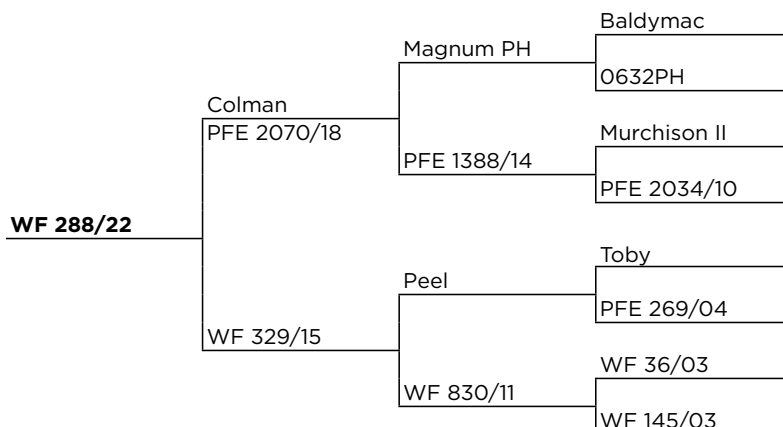 Baldymac
Magnum PH
0632PH
Colman
PFE 2070/18
Murchison II
PFE 1388/14
PFE 2034/10
WF 288/22
Toby
Peel
PFE 269/04
WF 329/15
WF 36/03
WF 830/11
WF 145/03